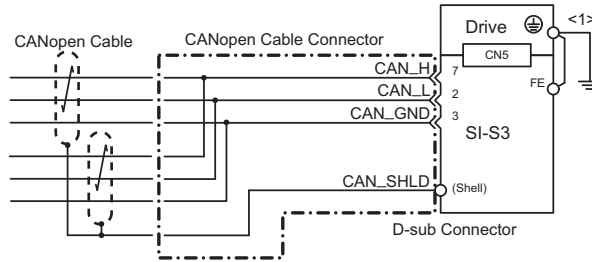 Drive
<1>
CANopen Cable
CANopen Cable Connector
CN5
CAN_H
7
FE
CAN_L
2
CAN_GND
3
SI-S3
CAN_SHLD
(Shell)
D-sub Connector